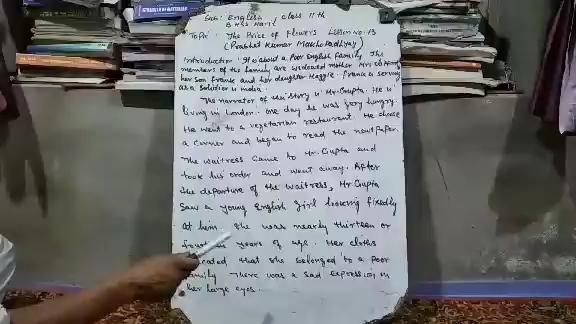 Sub: English class 11th
Topic: The Price of Flowers Lesson No. 13
(Prabhat Kumar Mukhopadhyay)
Introduction: It is about a Poor English family. The
members of the family are widowed mother Mrs
her son Frank and her daughter Maggie. Frank is serving
as a Soldier in India.
The narrator of the story is Mr. Gupta. He is
living in London. One day he was very hungry.
He went to a vegetarian restaurant. He choose
a corner and began to read the newspaper.
The waitress came to Mr. Gupta and
took his order and went away. After
the departure of the waitress, Mr Gupta
saw a young English girl looking fixedly
at him. She was nearly thirteen or
years of age. Her cloths
that she belonged to a poor
family There was a sad expression in
her large eyes.